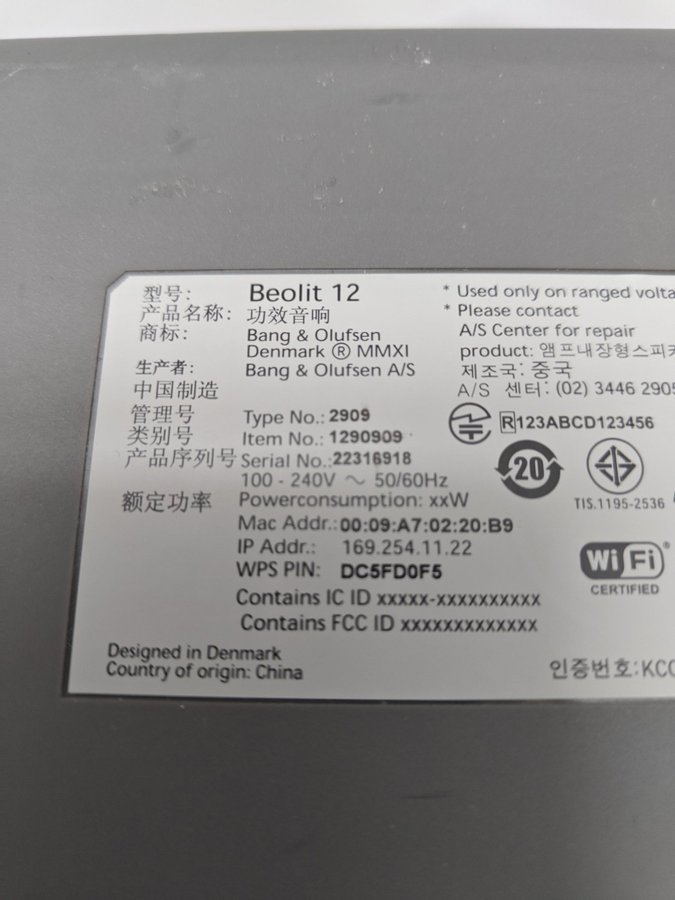 型号: Beolit 12
产品名称: 功效音响
商标: Bang & Olufsen
Denmark ® MMXI
生产者: Bang & Olufsen A/S
中国制造
管理号 Type No.: 2909
类别号 Item No.: 1290909
产品序列号 Serial No.: 22316918
100 - 240V ～ 50/60Hz
额定功率 Powerconsumption: xxW
Mac Addr.: 00:09:A7:02:20:B9
IP Addr.: 169.254.11.22
WPS PIN: DC5FD0F5
Contains IC ID xxxxx-xxxxxxxxxx
Contains FCC ID xxxxxxxxxxxxx
Designed in Denmark
Country of origin: China
* Used only on ranged volta
* Please contact
A/S Center for repair
product: 앰프내장형스피커
제조국: 중국
A/S 센터: (02) 3446 2905
R 123ABCD123456
20
TIS.1195-2536
Wi Fi ®
CERTIFIED
인증번호:KCC